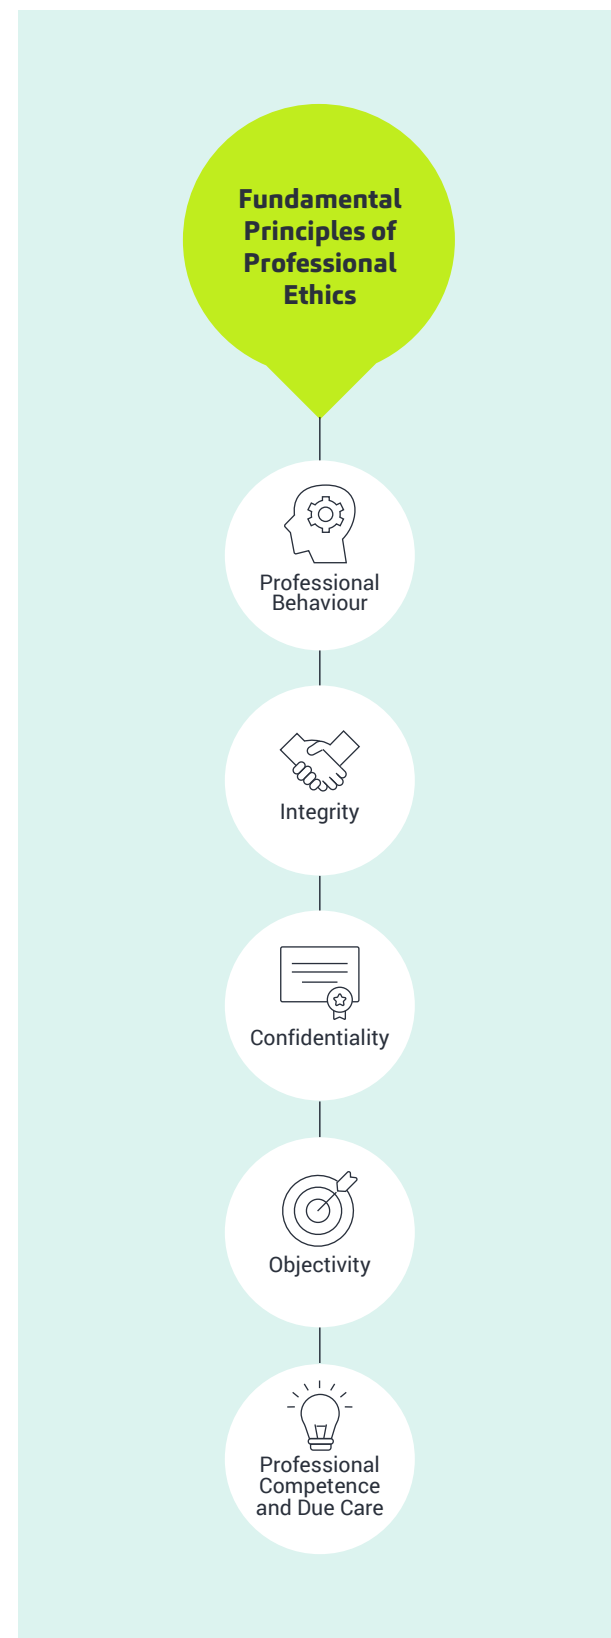 Fundamental
Principles of
Professional
Ethics
Professional
Behaviour
Integrity
Confidentiality
Objectivity
Professional
Competence
and Due Care